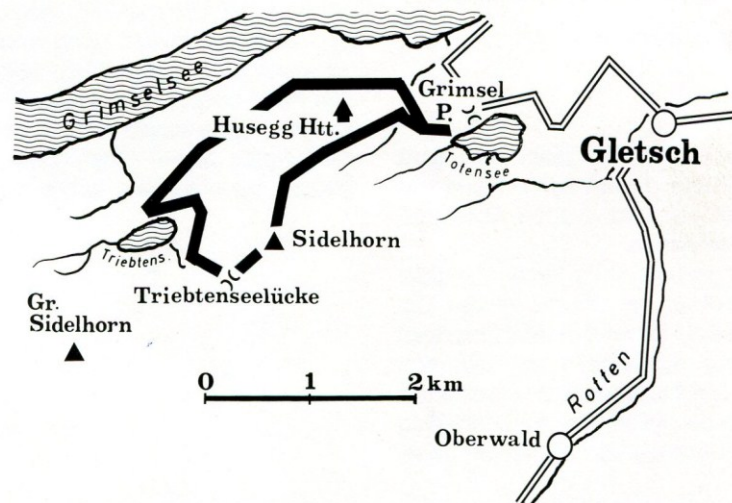 Grimselsee
Grimsel
P.
Husegg Htt.
Totensee
Gletsch
Sidelhorn
Triebtens.
Triebtenseelücke
Gr.
Sidelhorn
0 1 2 km
Rotten
Oberwald